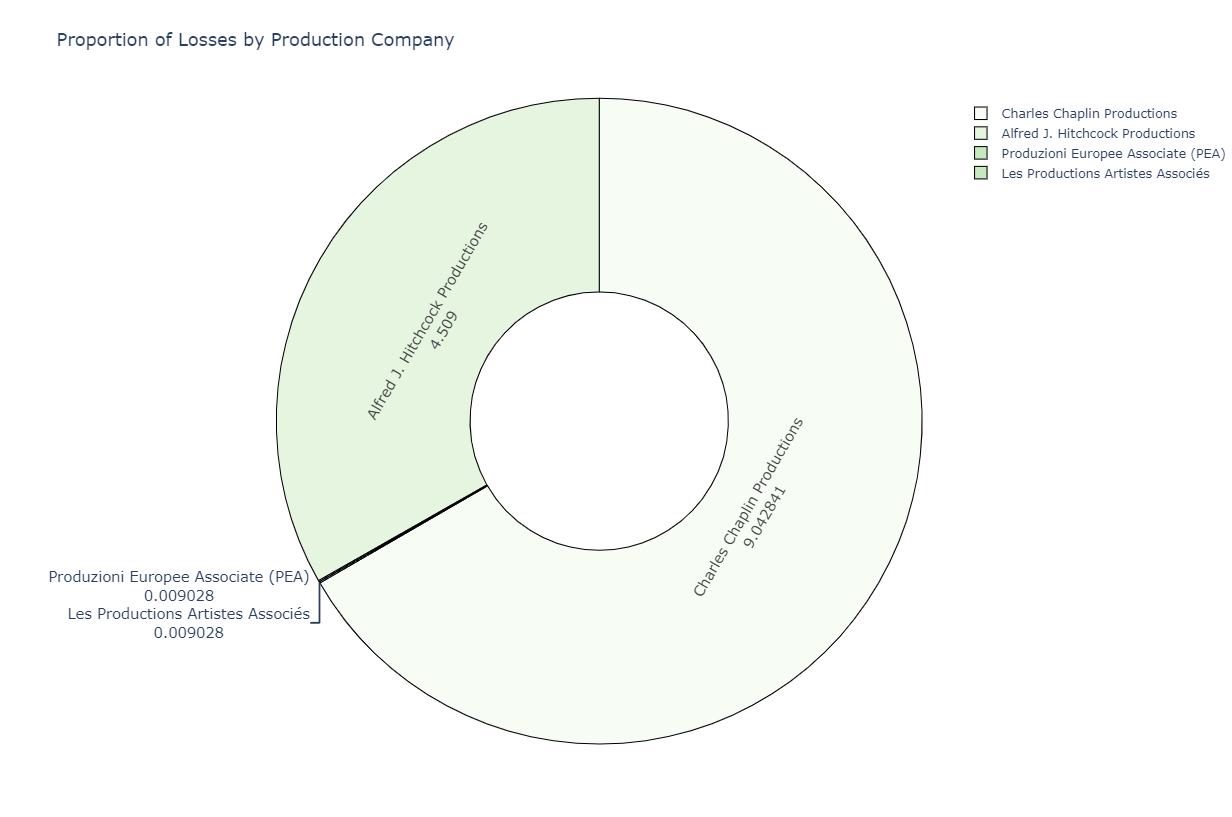 Proportion of Losses by Production Company
Charles Chaplin Productions
Alfred J. Hitchcock Productions
Produzioni Europee Associate (PEA)
Les Productions Artistes Associés
Alfred J. Hitchcock Productions
4.509
Charles Chaplin Productions
9.042841
Produzioni Europee Associate (PEA)
0.009028
Les Productions Artistes Associés
0.009028